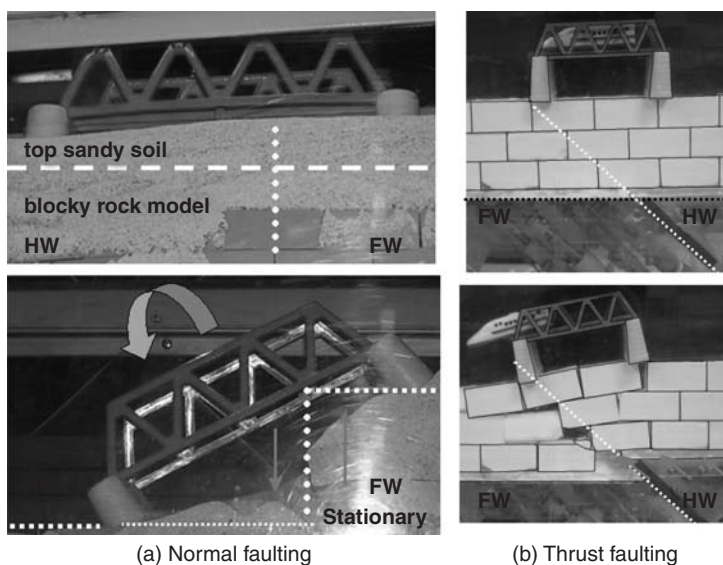 top sandy soil
blocky rock model
HW FW
FW
Stationary
(a) Normal faulting
FW HW
FW HW
(b) Thrust faulting